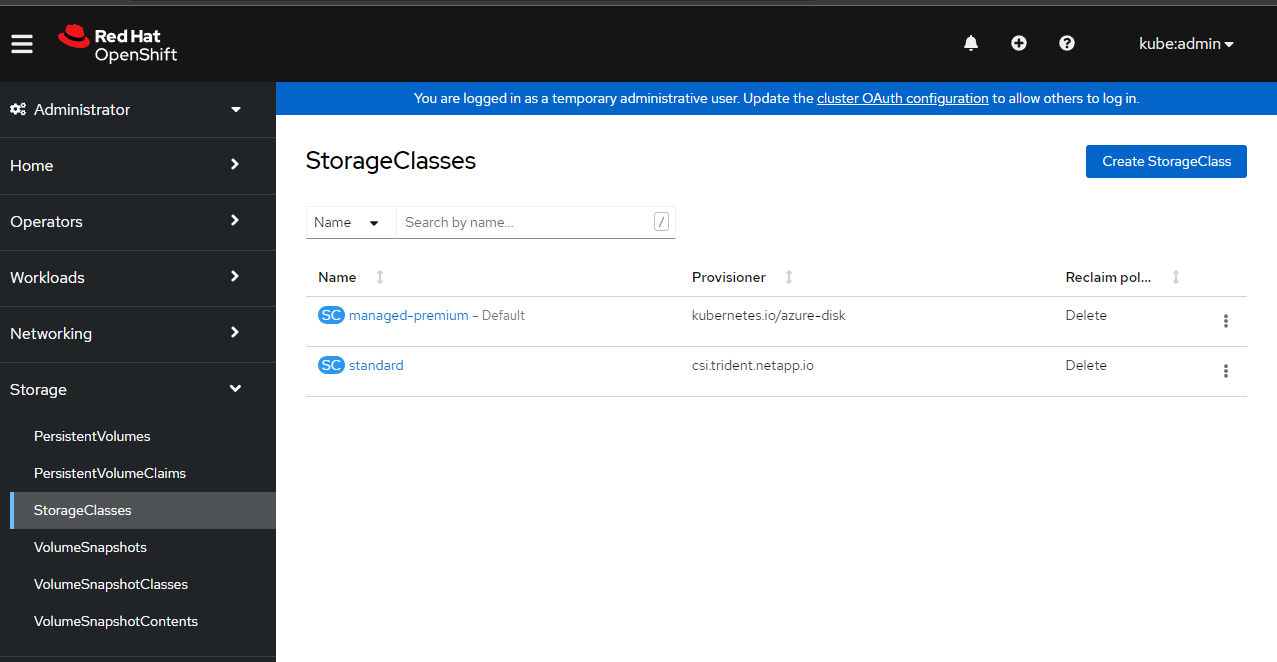 Red Hat
OpenShift
kube:admin
Administrator
You are logged in as a temporary administrative user. Update the cluster OAuth configuration to allow others to log in.
Home
Operators
Workloads
Networking
Storage
PersistentVolumes
PersistentVolumeClaims
StorageClasses
VolumeSnapshots
VolumeSnapshotClasses
VolumeSnapshotContents
StorageClasses
Create StorageClass
Name Search by name... /
Name Provisioner Reclaim pol...
SC managed-premium – Default kubernetes.io/azure-disk Delete
SC standard csi.trident.netapp.io Delete